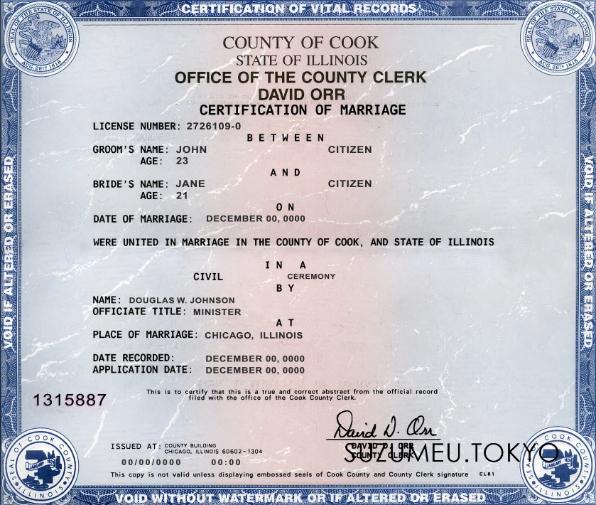 CERTIFICATION OF VITAL RECORDS
COUNTY OF COOK
STATE OF ILLINOIS
OFFICE OF THE COUNTY CLERK
DAVID ORR
CERTIFICATION OF MARRIAGE
LICENSE NUMBER: 2726109-0
BETWEEN
GROOM'S NAME: JOHN CITIZEN
AGE: 23
AND
BRIDE'S NAME: JANE CITIZEN
AGE: 21
ON
DATE OF MARRIAGE: DECEMBER 00, 0000
WERE UNITED IN MARRIAGE IN THE COUNTY OF COOK, AND STATE OF ILLINOIS
IN A
CIVIL CEREMONY
BY
NAME: DOUGLAS W. JOHNSON
OFFICIATE TITLE: MINISTER
AT
PLACE OF MARRIAGE: CHICAGO, ILLINOIS
DATE RECORDED: DECEMBER 00, 0000
APPLICATION DATE: DECEMBER 00, 0000
This is to certify that this is a true and correct abstract from the official record
filed with the office of the Cook County Clerk.
1315887
David D. Orr
DAVID D. ORR
COUNTY CLERK
SUZUMEU.TOKYO
ISSUED AT: COUNTY BUILDING
CHICAGO, ILLINOIS 60602-1304
00/00/0000 00:00
This copy is not valid unless displaying embossed seals of Cook County and County Clerk signature CL81
VOID WITHOUT WATERMARK OR IF ALTERED OR ERASED
VOID IF ALTERED OR ERASED
VOID IF ALTERED OR ERASED
SEAL OF COOK COUNTY
ILLINOIS